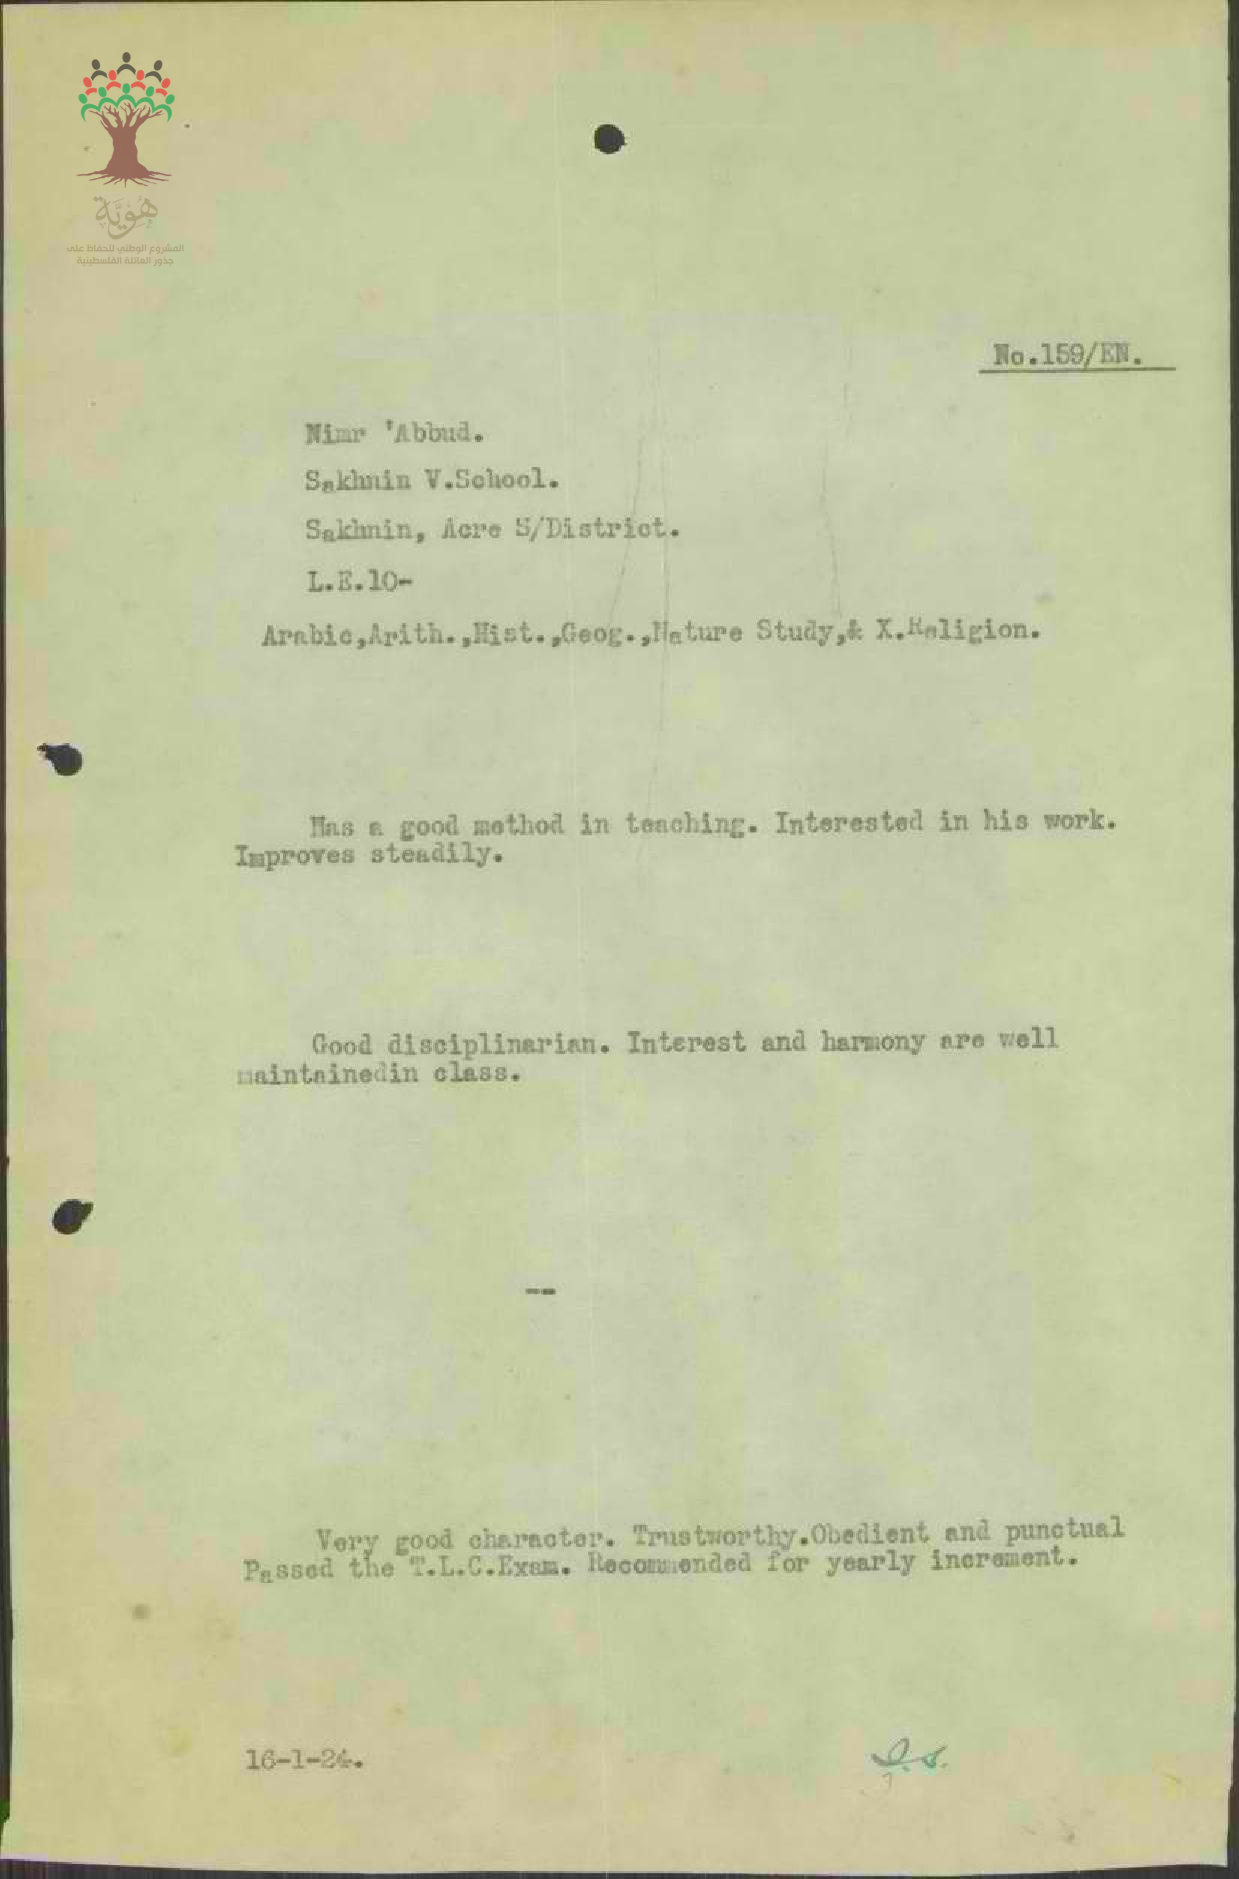 هُوِيَّة
المشروع الوطني للحفاظ على
جذور العائلة الفلسطينية
No.159/EN.
Nimr 'Abbud.
Sakhnin V.School.
Sakhnin, Acre S/District.
L.E.10-
Arabic,Arith.,Hist.,Geog.,Nature Study,& X.Religion.
Has a good method in teaching. Interested in his work.
Improves steadily.
Good disciplinarian. Interest and harmony are well
maintainedin class.
--
Very good character. Trustworthy.Obedient and punctual
Passed the T.L.C.Exam. Recommended for yearly increment.
16-1-24.